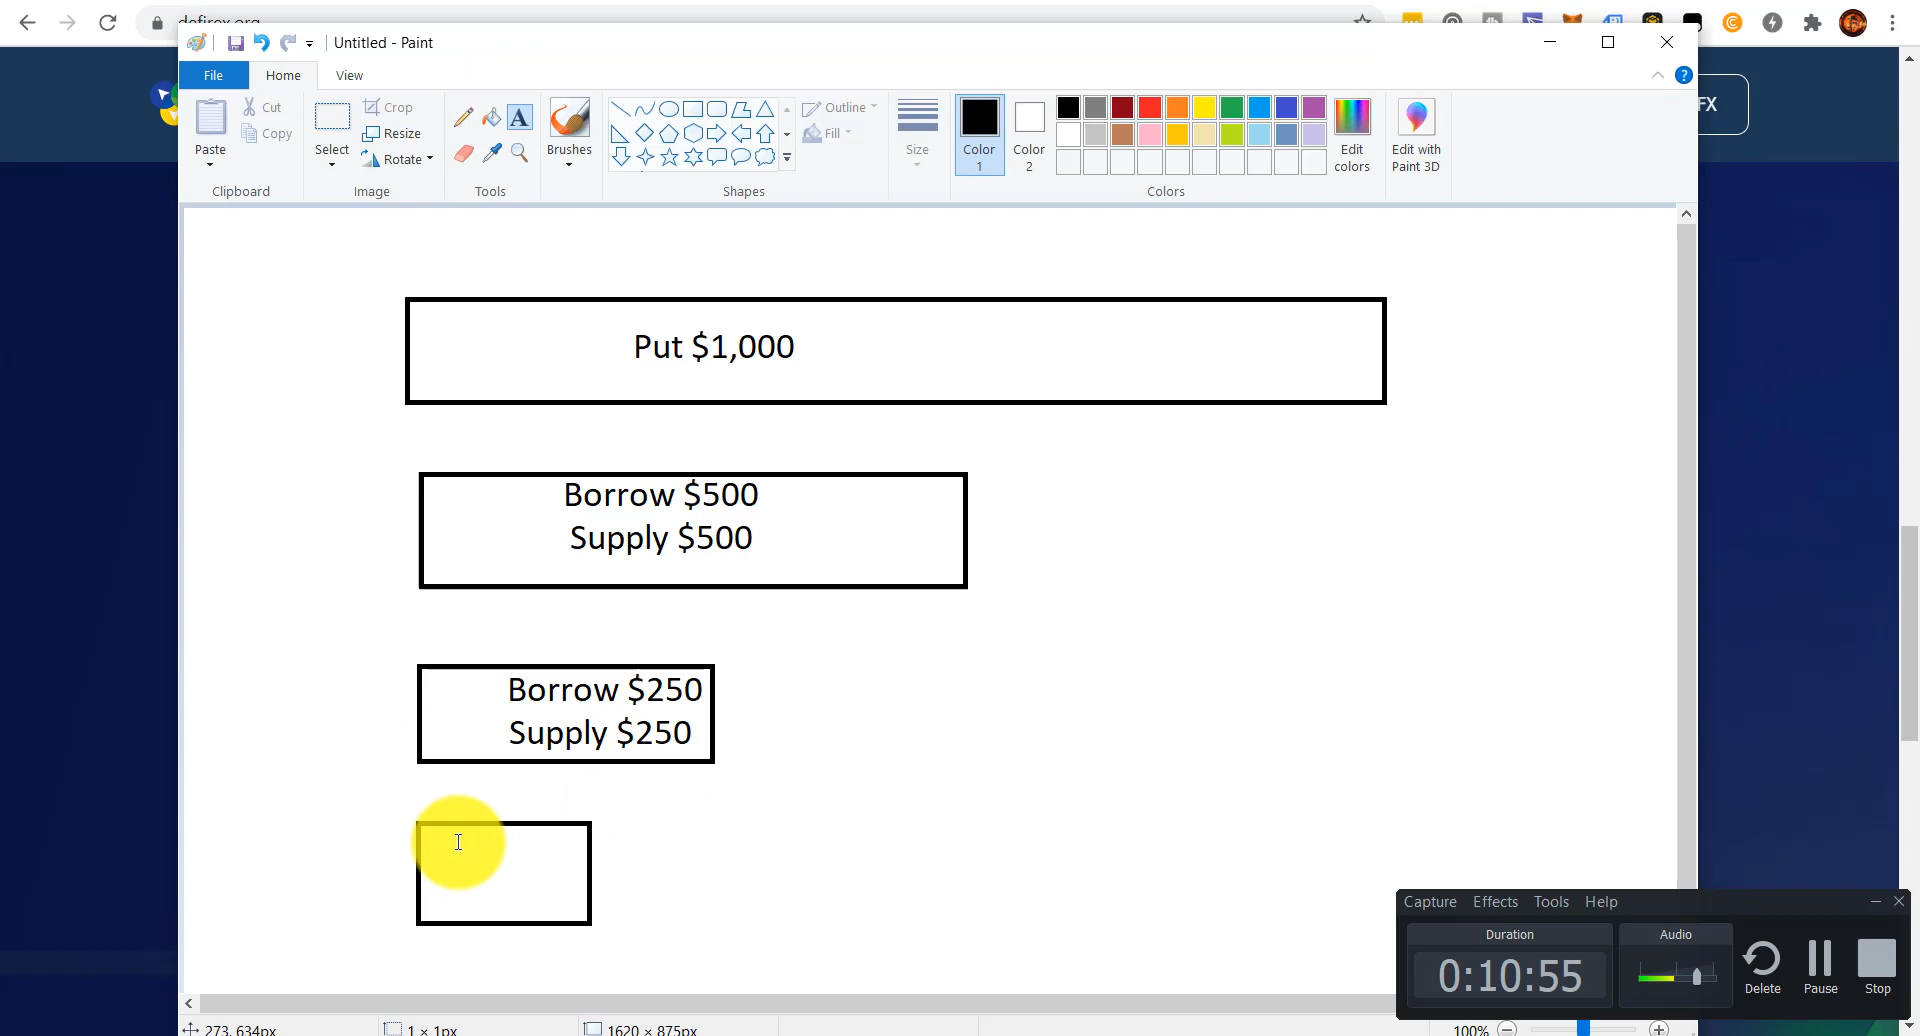 defirex.org
Untitled - Paint
File
Home
View
FX
Paste
Cut
Copy
Clipboard
Select
Crop
Resize
Rotate
Image
A
Tools
Brushes
Shapes
Outline
Fill
Size
Color
1
Color
2
Edit
colors
Colors
Edit with
Paint 3D
Put $1,000
Borrow $500
Supply $500
Borrow $250
Supply $250
Capture
Effects
Tools
Help
Duration
0:10:55
Audio
Delete
Pause
Stop
273, 634px
1 × 1px
1620 × 875px
100%